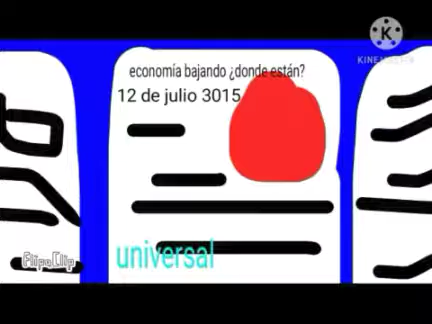 K
KINEMASTER
economía bajando ¿donde están?
12 de julio 3015
FlipaClip
universal